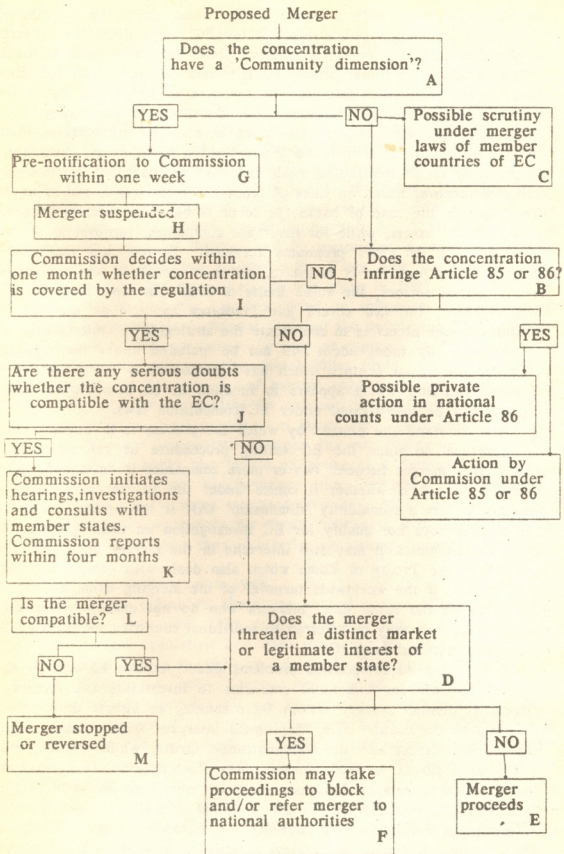 Proposed Merger
Does the concentration
have a 'Community dimension'?
A
YES
NO
Possible scrutiny
under merger
laws of member
countries of EC
C
Pre-notification to Commission
within one week G
Merger suspended
H
Commission decides within
one month whether concentration
is covered by the regulation
I
NO
Does the concentration
infringe Article 85 or 86?
B
YES
NO
YES
Are there any serious doubts
whether the concentration is
compatible with the EC?
J
Possible private
action in national
counts under Article 86
YES
NO
Action by
Commision under
Article 85 or 86
Commission initiates
hearings,investigations
and consults with
member states.
Commission reports
within four months
K
Is the merger
compatible? L
Does the merger
threaten a distinct market
or legitimate interest of
a member state?
D
NO
YES
Merger stopped
or reversed
M
YES
NO
Commission may take
proceedings to block
and/or refer merger to
national authorities
F
Merger
proceeds
E